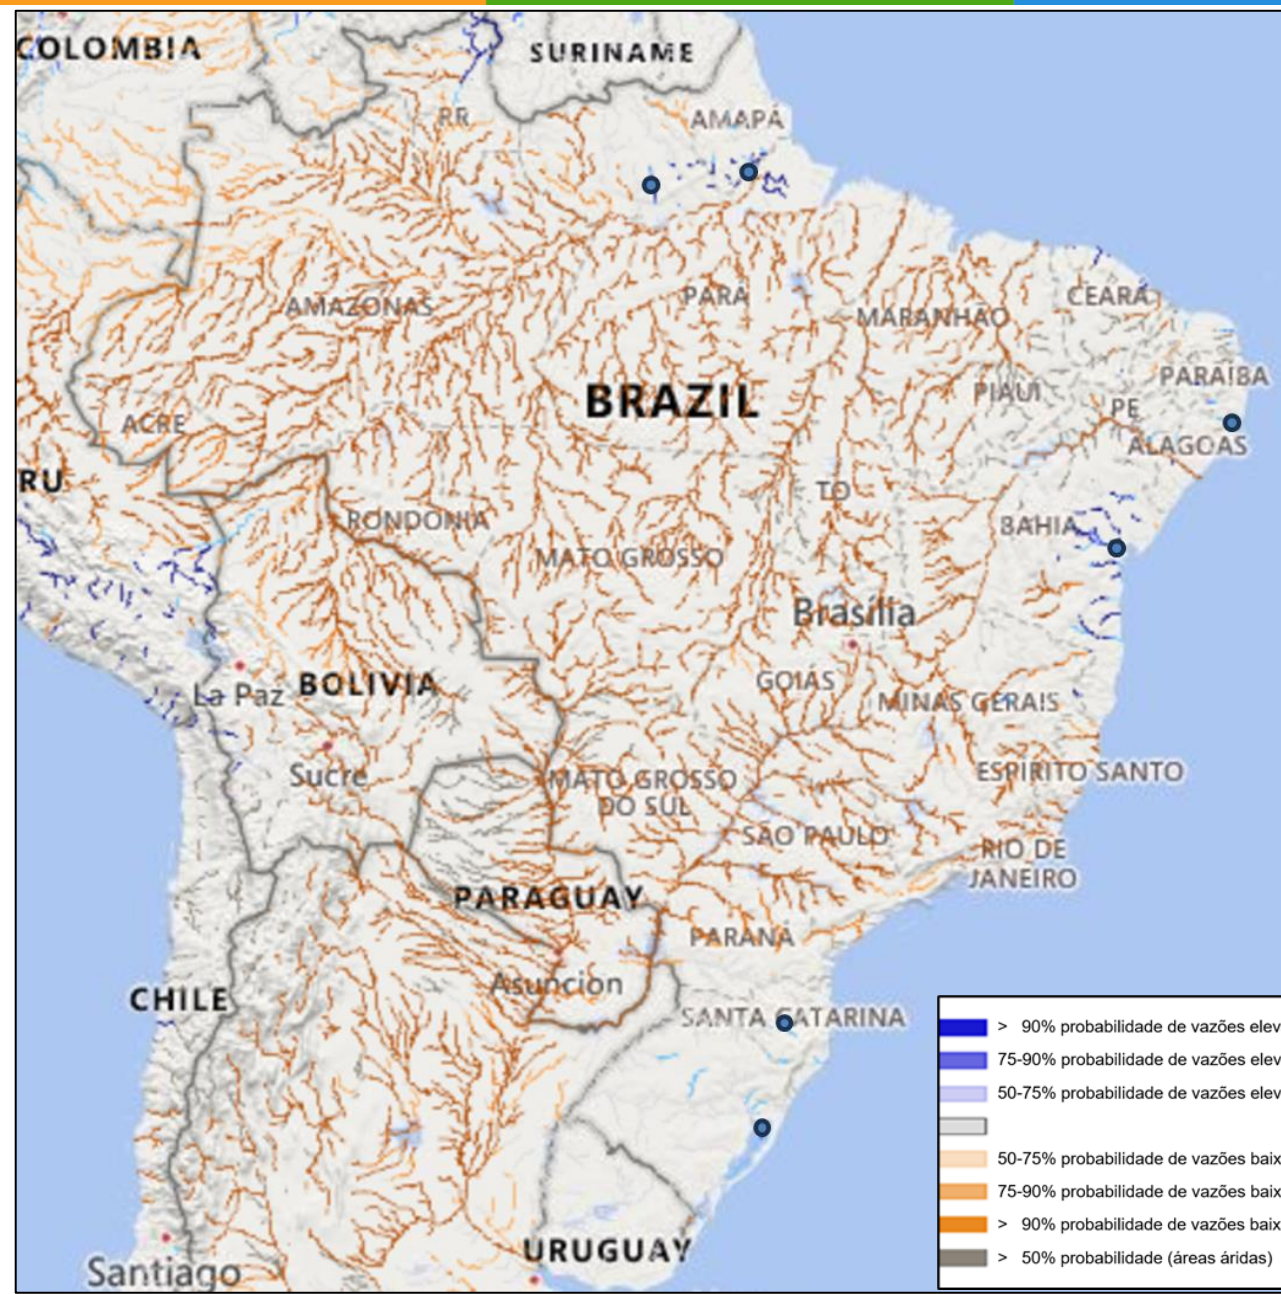 COLOMBIA
SURINAME
RR
AMAPÁ
AMAZONAS
PARÁ
MARANHÃO
CEARÁ
PARAÍBA
PIAUÍ
PE
ALAGOAS
BRAZIL
ACRE
RU
RONDÔNIA
TO
BAHIA
MATO GROSSO
Brasília
La Paz
BOLIVIA
GOIÁS
MINAS GERAIS
Sucre
MATO GROSSO
DO SUL
ESPÍRITO SANTO
SÃO PAULO
RIO DE
JANEIRO
PARAGUAY
PARANÁ
Asuncion
CHILE
SANTA CATARINA
URUGUAY
Santiago
> 90% probabilidade de vazões elev
75-90% probabilidade de vazões elev
50-75% probabilidade de vazões elev
50-75% probabilidade de vazões baix
75-90% probabilidade de vazões baix
> 90% probabilidade de vazões baix
> 50% probabilidade (áreas áridas)